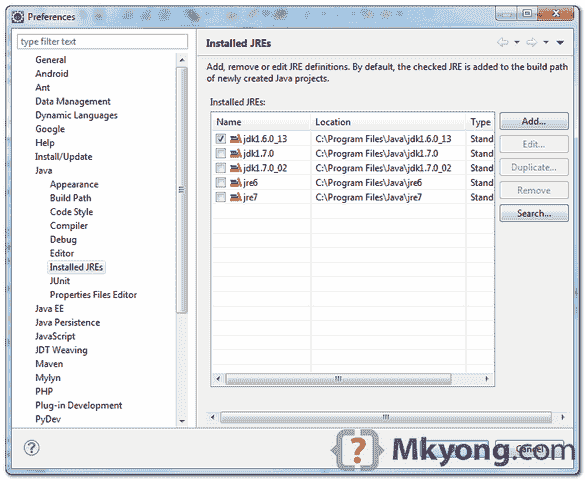 Preferences
type filter text
General
Android
Ant
Data Management
Dynamic Languages
Google
Help
Install/Update
Java
Appearance
Build Path
Code Style
Compiler
Debug
Editor
Installed JREs
JUnit
Properties Files Editor
Java EE
Java Persistence
JavaScript
JDT Weaving
Maven
Mylyn
PHP
Plug-in Development
PyDev
Installed JREs
Add, remove or edit JRE definitions. By default, the checked JRE is added to the build path
of newly created Java projects.
Installed JREs:
Name Location Type
jdk1.6.0_13 C:\Program Files\Java\jdk1.6.0_13 Stand
jdk1.7.0 C:\Program Files\Java\jdk1.7.0 Stand
jdk1.7.0_02 C:\Program Files\Java\jdk1.7.0_02 Stand
jre6 C:\Program Files\Java\jre6 Stand
jre7 C:\Program Files\Java\jre7 Stand
Add...
Edit...
Duplicate...
Remove
Search...
Cancel
{?} Mkyong.com